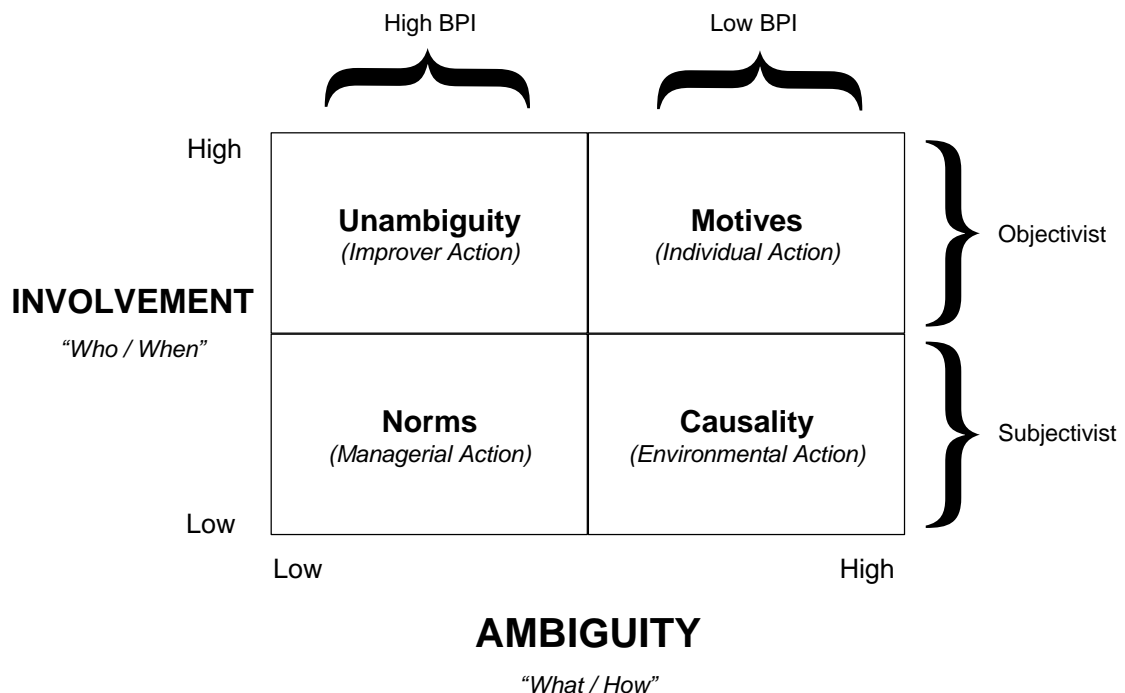 High BPI
Low BPI
High
Unambiguity
(Improver Action)
Motives
(Individual Action)
Objectivist
INVOLVEMENT
“Who / When”
Norms
(Managerial Action)
Causality
(Environmental Action)
Subjectivist
Low
Low
High
AMBIGUITY
“What / How”